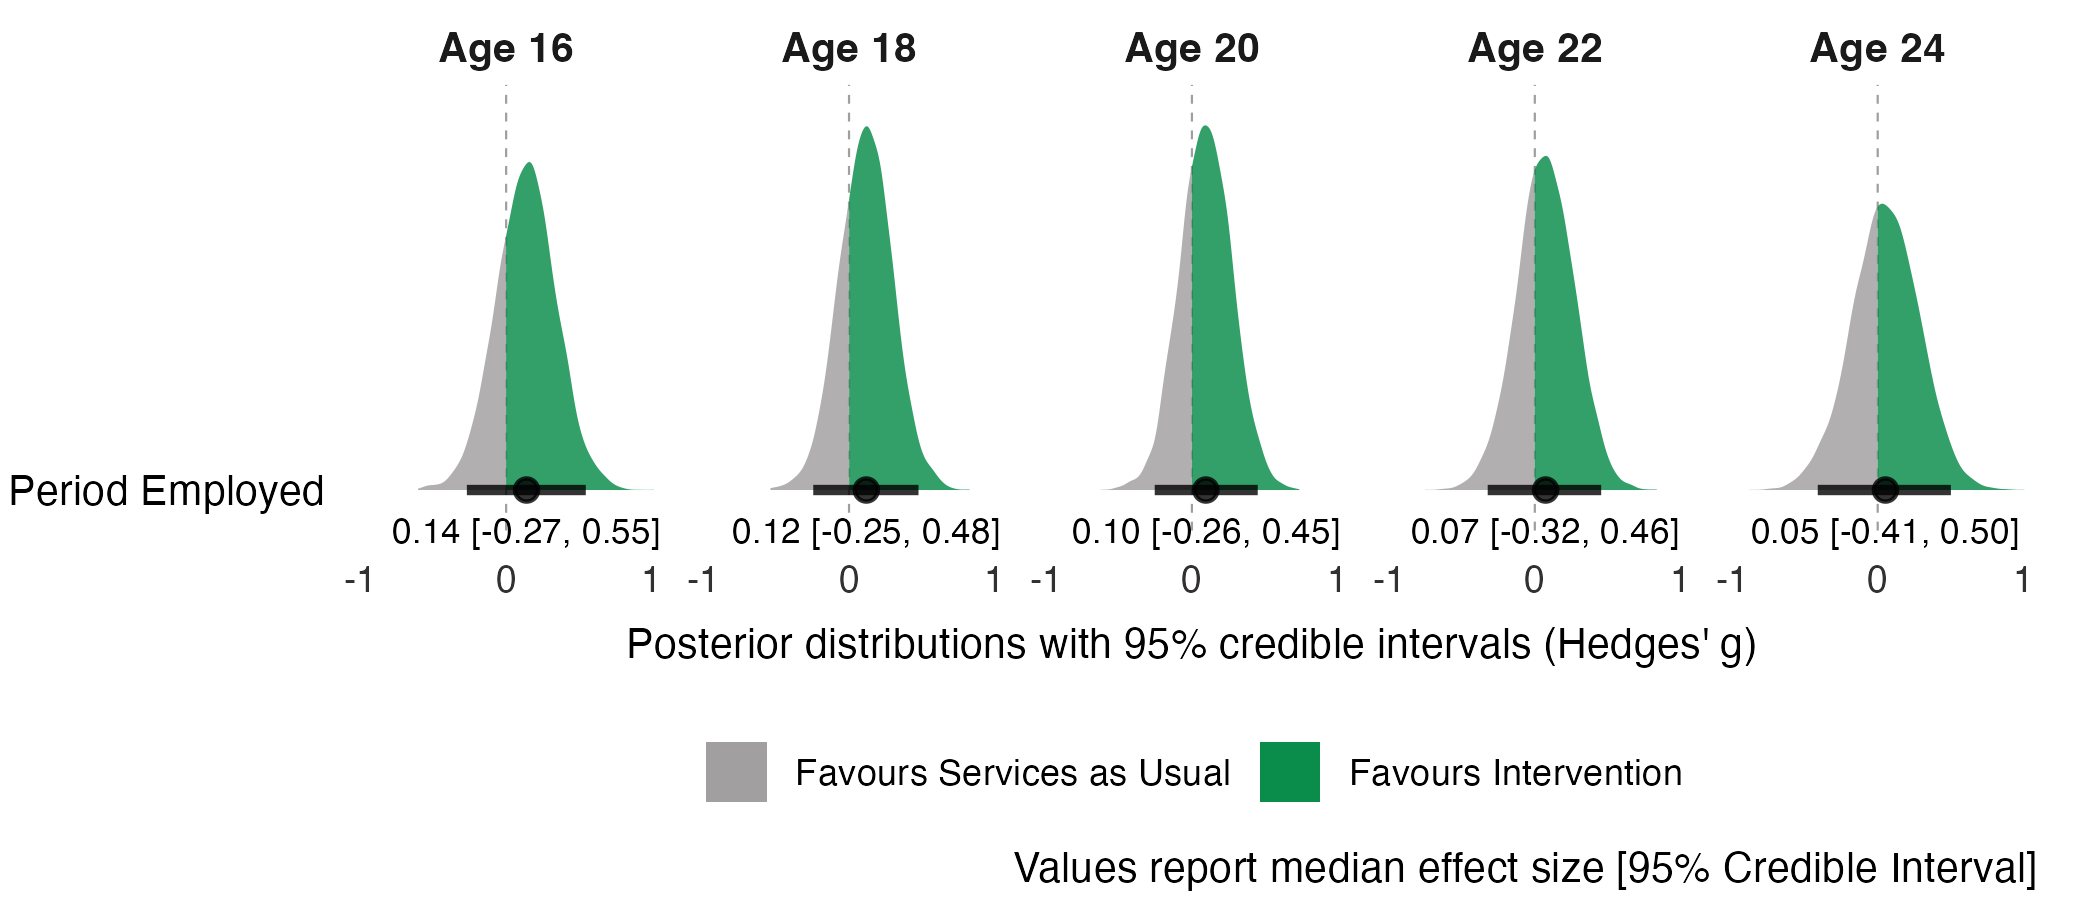 Age 16 Age 18 Age 20 Age 22 Age 24
Period Employed
0.14 [-0.27, 0.55] 0.12 [-0.25, 0.48] 0.10 [-0.26, 0.45] 0.07 [-0.32, 0.46] 0.05 [-0.41, 0.50]
-1 0 1 -1 0 1 -1 0 1 -1 0 1 -1 0 1
Posterior distributions with 95% credible intervals (Hedges' g)
Favours Services as Usual Favours Intervention
Values report median effect size [95% Credible Interval]